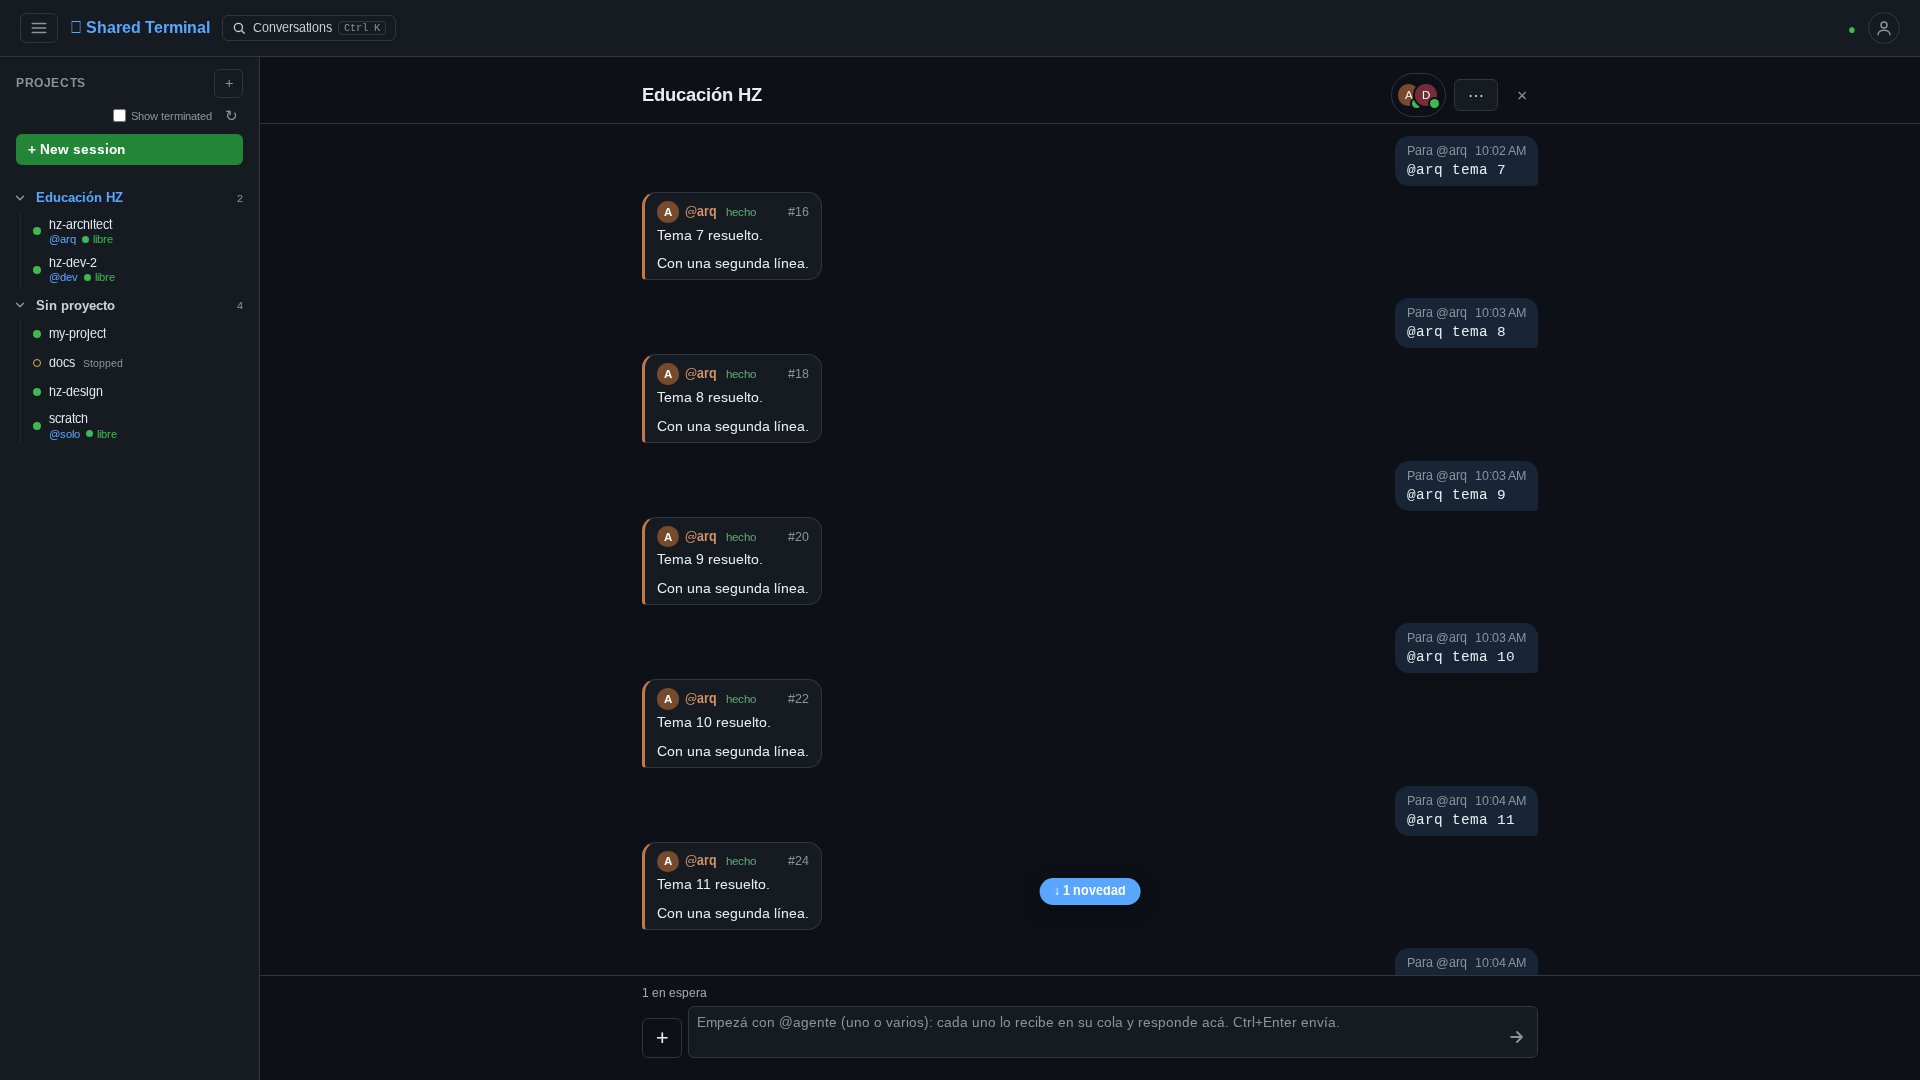 Shared Terminal
Conversations Ctrl K
PROJECTS
+
Show terminated
+ New session
Educación HZ 2
hz-architect
@arq libre
hz-dev-2
@dev libre
Sin proyecto 4
my-project
docs Stopped
hz-design
scratch
@solo libre
Educación HZ
A D ⋯ ×
Para @arq 10:02 AM
@arq tema 7
A @arq hecho #16
Tema 7 resuelto.
Con una segunda línea.
Para @arq 10:03 AM
@arq tema 8
A @arq hecho #18
Tema 8 resuelto.
Con una segunda línea.
Para @arq 10:03 AM
@arq tema 9
A @arq hecho #20
Tema 9 resuelto.
Con una segunda línea.
Para @arq 10:03 AM
@arq tema 10
A @arq hecho #22
Tema 10 resuelto.
Con una segunda línea.
Para @arq 10:04 AM
@arq tema 11
A @arq hecho #24
Tema 11 resuelto.
Con una segunda línea.
↓ 1 novedad
Para @arq 10:04 AM
1 en espera
+
Empezá con @agente (uno o varios): cada uno lo recibe en su cola y responde acá. Ctrl+Enter envía.